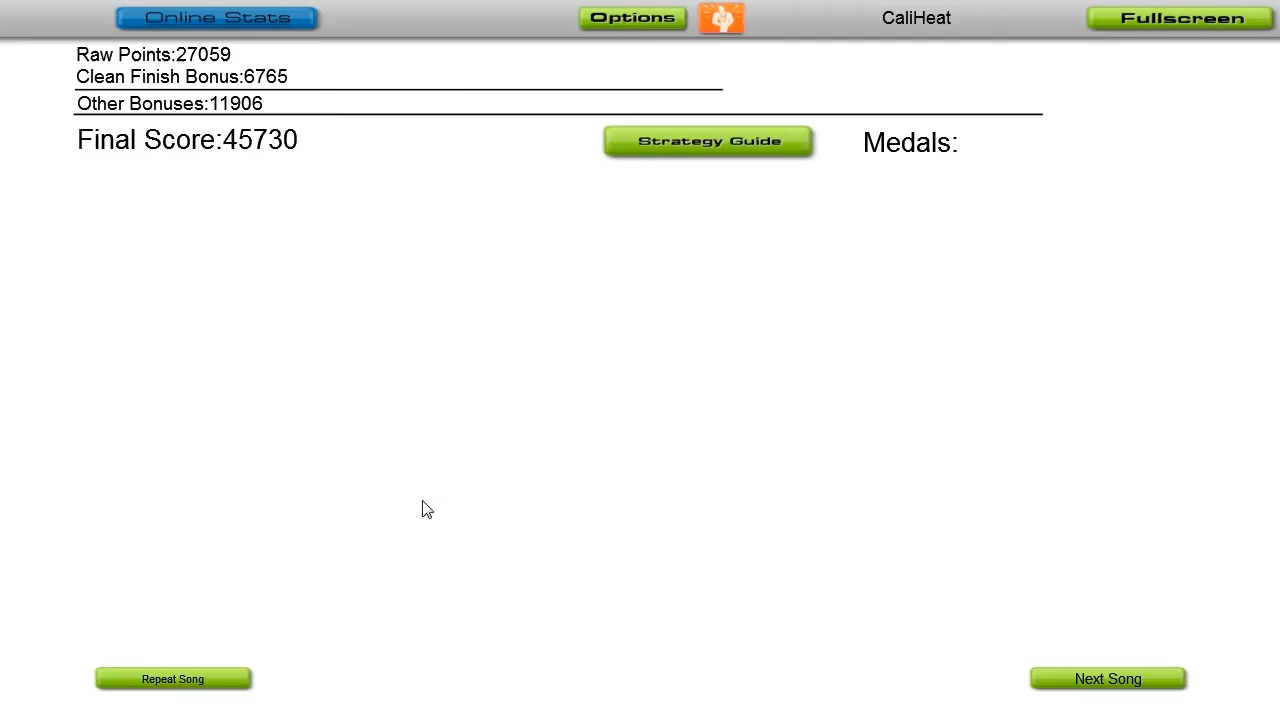 Online Stats
Options
CaliHeat
Fullscreen
Raw Points:27059
Clean Finish Bonus:6765
Other Bonuses:11906
Final Score:45730
Strategy Guide
Medals:
Repeat Song
Next Song